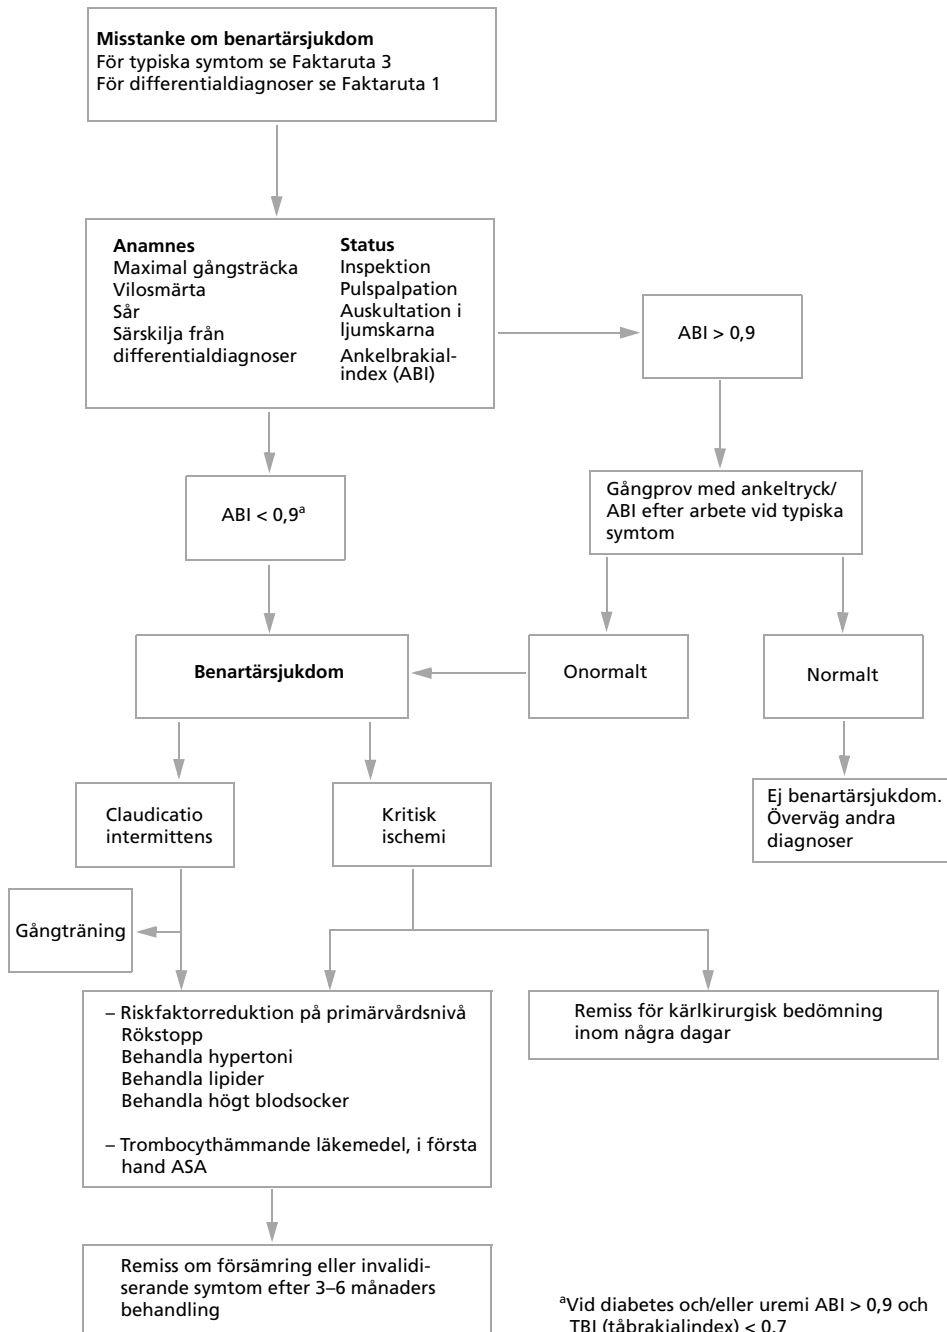 Misstanke om benartärsjukdom
För typiska symtom se Faktaruta 3
För differentialdiagnoser se Faktaruta 1
Anamnes
Maximal gångsträcka
Vilosmärta
Sår
Särskilja från
differentialdiagnoser
Status
Inspektion
Pulspalpation
Auskultation i
ljumskarna
Ankelbrakial-
index (ABI)
ABI > 0,9
ABI < 0,9a
Gångprov med ankeltryck/
ABI efter arbete vid typiska
symtom
Benartärsjukdom
Onormalt
Normalt
Claudicatio
intermittens
Kritisk
ischemi
Ej benartärsjukdom.
Överväg andra
diagnoser
Gångträning
– Riskfaktorreduktion på primärvårdsnivå
Rökstopp
Behandla hypertoni
Behandla lipider
Behandla högt blodsocker
– Trombocythämmande läkemedel, i första
hand ASA
Remiss för kärlkirurgisk bedömning
inom några dagar
Remiss om försämring eller invalidi-
serande symtom efter 3–6 månaders
behandling
aVid diabetes och/eller uremi ABI > 0,9 och
TBI (tåbrakialindex) < 0,7